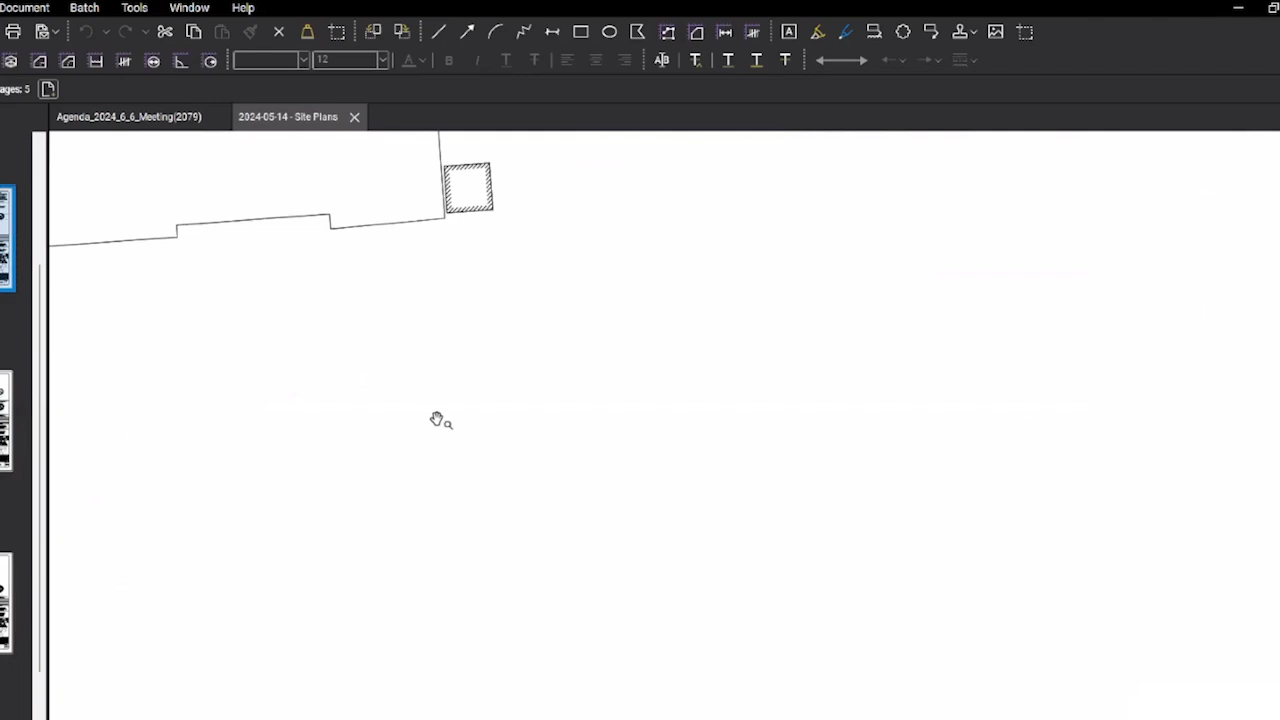 Document Batch Tools Window Help
12 A B I T T A B T T T T
ages: 5
Agenda_2024_6_6_Meeting(2079) 2024-05-14 - Site Plans